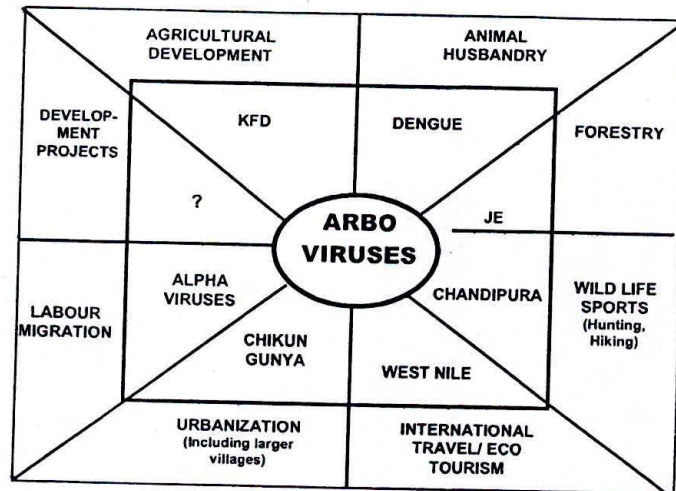 AGRICULTURAL
DEVELOPMENT
ANIMAL
HUSBANDRY
DEVELOP-
MENT
PROJECTS
KFD
DENGUE
FORESTRY
?
ARBO
VIRUSES
JE
ALPHA
VIRUSES
CHANDIPURA
LABOUR
MIGRATION
WILD LIFE
SPORTS
(Hunting,
Hiking)
CHIKUN
GUNYA
WEST NILE
URBANIZATION
(Including larger
villages)
INTERNATIONAL
TRAVEL/ ECO
TOURISM